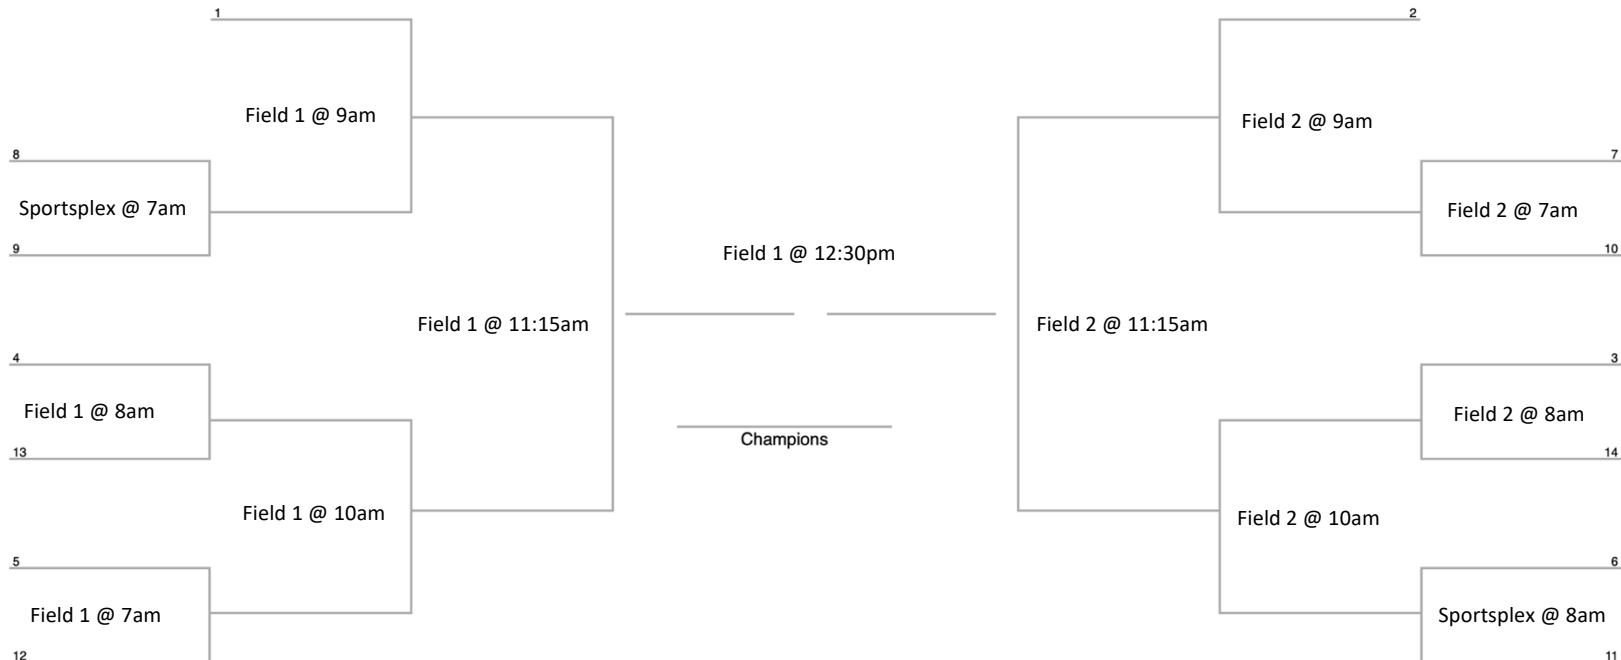 1
2
Field 1 @ 9am
Field 2 @ 9am
8
7
Sportsplex @ 7am
Field 2 @ 7am
9
10
Field 1 @ 12:30pm
Field 1 @ 11:15am
Field 2 @ 11:15am
4
3
Field 1 @ 8am
Field 2 @ 8am
Champions
13
14
Field 1 @ 10am
Field 2 @ 10am
5
6
Field 1 @ 7am
Sportsplex @ 8am
12
11